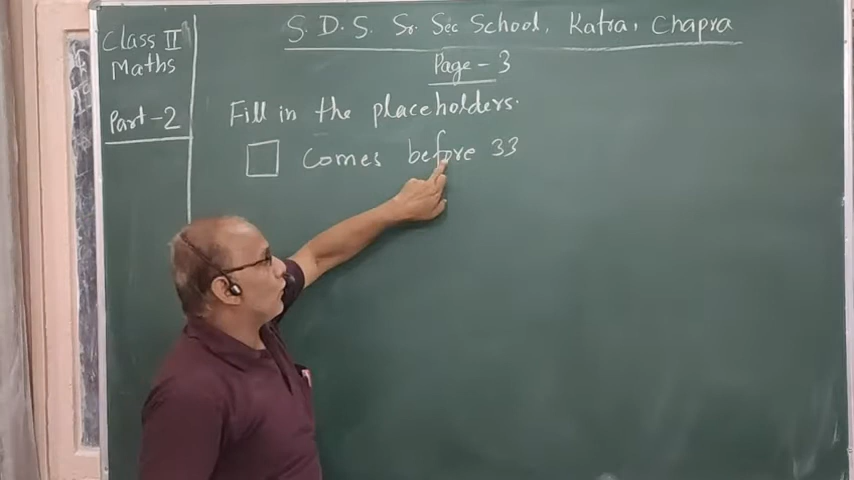 Class II
Maths
Part-2
S.D.S. Sr. Sec School, Katra, Chapra
Page-3
Fill in the placeholders.
comes before 33